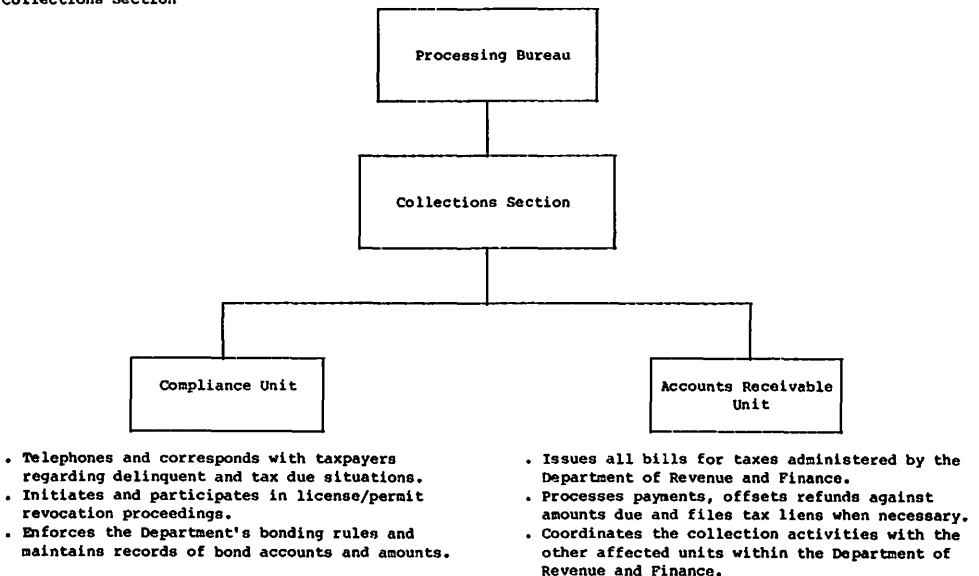 Collections Section
Processing Bureau
Collections Section
Compliance Unit
. Telephones and corresponds with taxpayers
regarding delinquent and tax due situations.
. Initiates and participates in license/permit
revocation proceedings.
. Enforces the Department's bonding rules and
maintains records of bond accounts and amounts.
Accounts Receivable
Unit
. Issues all bills for taxes administered by the
Department of Revenue and Finance.
. Processes payments, offsets refunds against
amounts due and files tax liens when necessary.
. Coordinates the collection activities with the
other affected units within the Department of
Revenue and Finance.